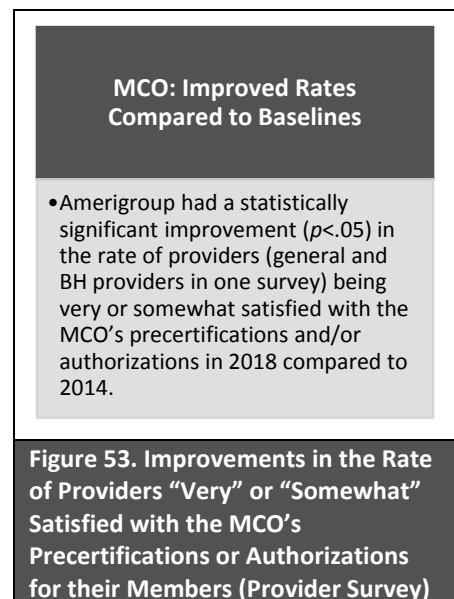 MCO: Improved Rates
Compared to Baselines
•Amerigroup had a statistically
significant improvement (p<.05) in
the rate of providers (general and
BH providers in one survey) being
very or somewhat satisfied with the
MCO’s precertifications and/or
authorizations in 2018 compared to
2014.
Figure 53. Improvements in the Rate
of Providers “Very” or “Somewhat”
Satisfied with the MCO’s
Precertifications or Authorizations
for their Members (Provider Survey)